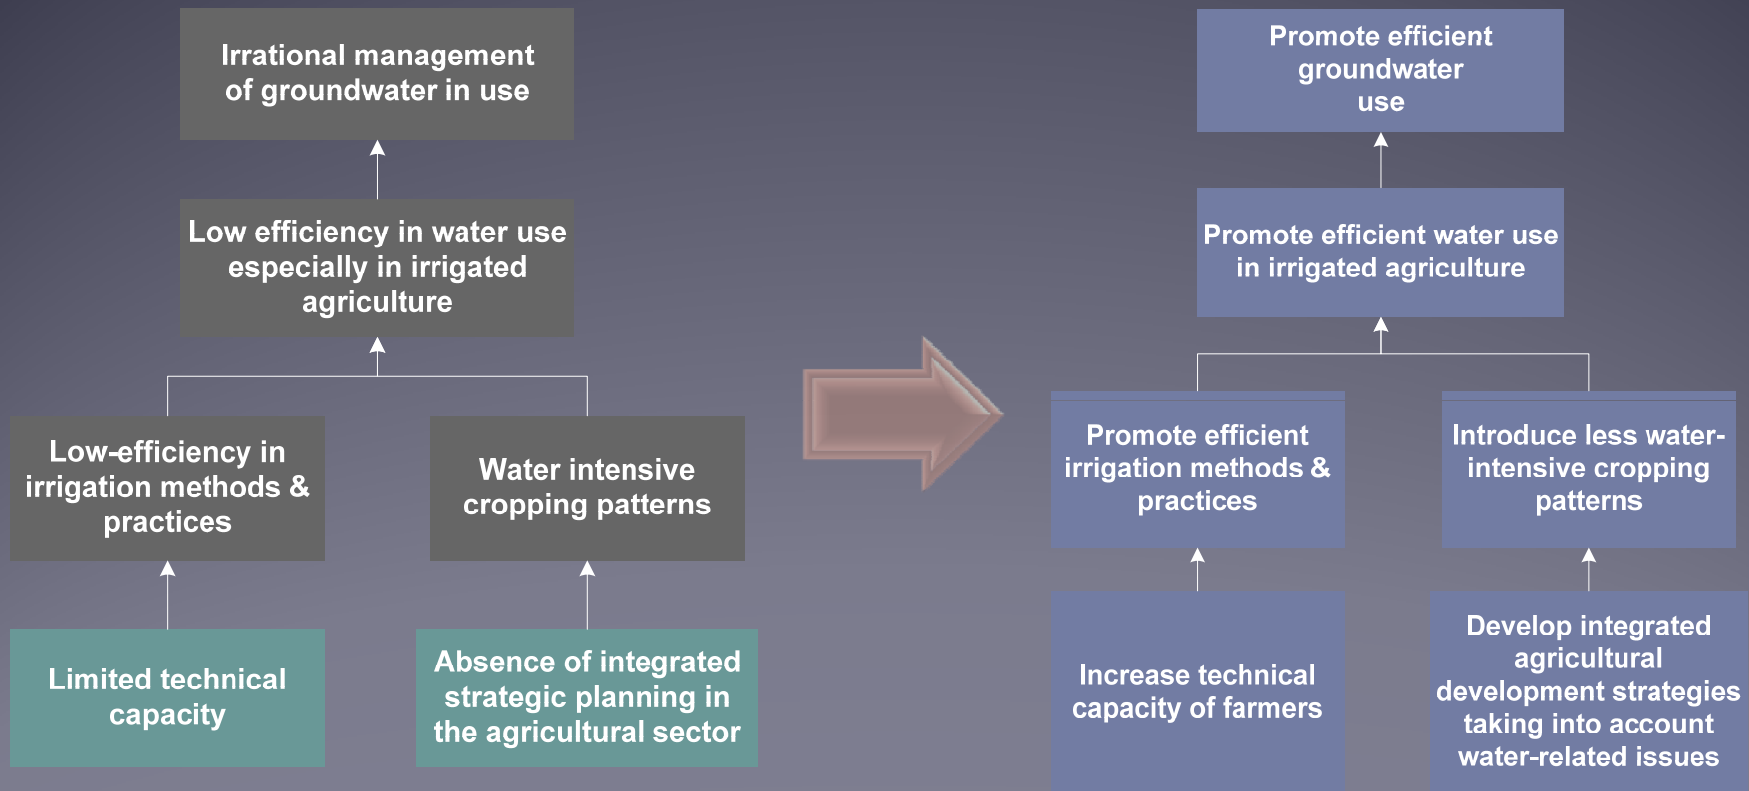 Irrational management
of groundwater in use
Low efficiency in water use
especially in irrigated
agriculture
Low-efficiency in
irrigation methods &
practices
Water intensive
cropping patterns
Limited technical
capacity
Absence of integrated
strategic planning in
the agricultural sector
Promote efficient
groundwater
use
Promote efficient water use
in irrigated agriculture
Promote efficient
irrigation methods &
practices
Introduce less water-
intensive cropping
patterns
Increase technical
capacity of farmers
Develop integrated
agricultural
development strategies
taking into account
water-related issues